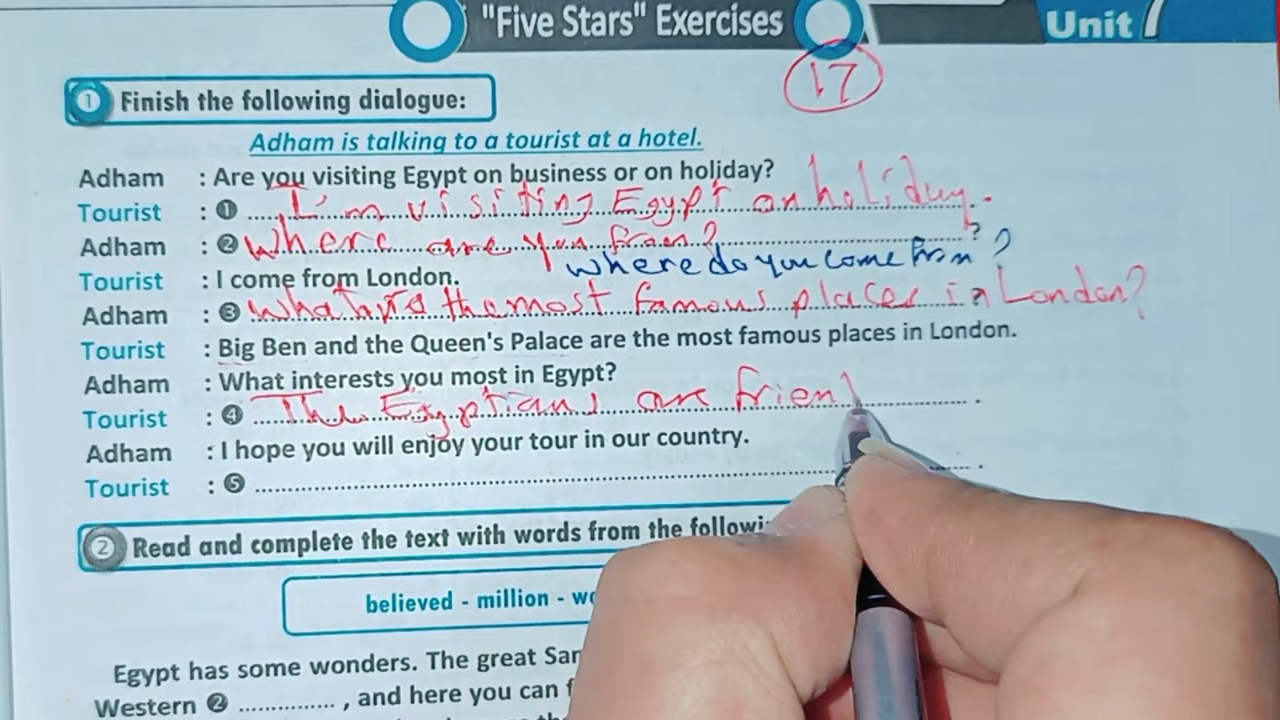 "Five Stars" Exercises
Unit 7
17
1 Finish the following dialogue:
Adham is talking to a tourist at a hotel.
Adham : Are you visiting Egypt on business or on holiday?
Tourist : 1 I'm visiting Egypt on holiday.
Adham : 2 Where are you from? ?
where do you come from ?
Tourist : I come from London.
Adham : 3 What are the most famous places in London?
Tourist : Big Ben and the Queen's Palace are the most famous places in London.
Adham : What interests you most in Egypt?
Tourist : 4 The Egyptians are frien .
Adham : I hope you will enjoy your tour in our country.
Tourist : 5 .
2 Read and complete the text with words from the
believed - million -
Egypt has some wonders. The great
Western 2 .............. , and here you can